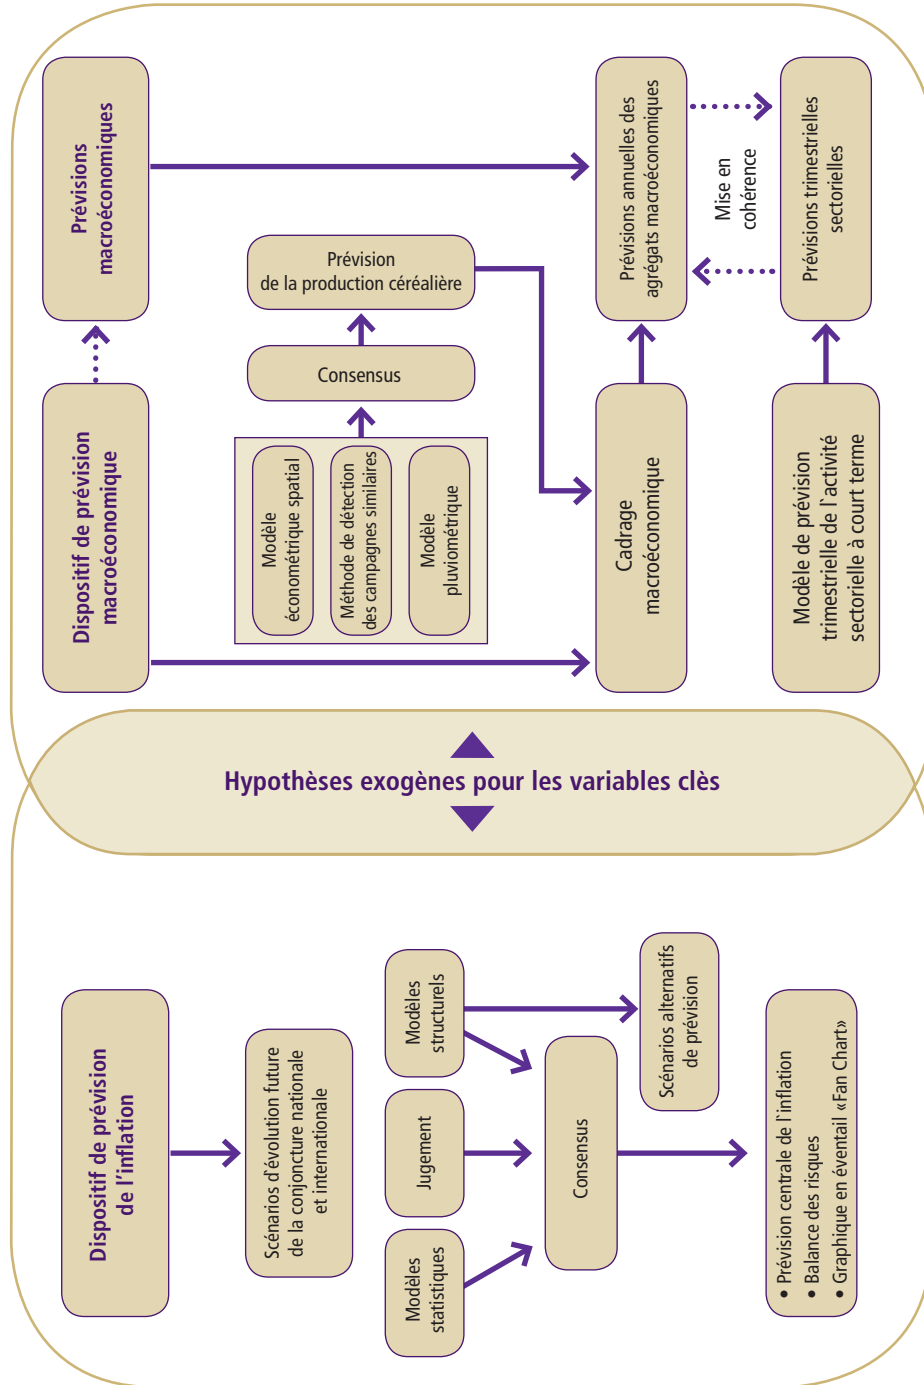 Prévisions
macroéconomiques
Dispositif de prévision
macroéconomique
Prévision
de la production céréalière
Consensus
Modèle
économétrique spatial
Méthode de détection
des campagnes similaires
Modèle
pluviométrique
Prévisions annuelles des
agrégats macroéconomiques
Mise en
cohérence
Prévisions trimestrielles
sectorielles
Cadrage
macroéconomique
Modèle de prévision
trimestrielle de l`activité
sectorielle à court terme
Hypothèses exogènes pour les variables clès
Dispositif de prévision
de l'inflation
Scénarios d'évolution future
de la conjoncture nationale
et internationale
Modèles
structurels
Jugement
Modèles
statistiques
Consensus
Scénarios alternatifs
de prévision
• Prévision centrale de l`inflation
• Balance des risques
• Graphique en éventail «Fan Chart»